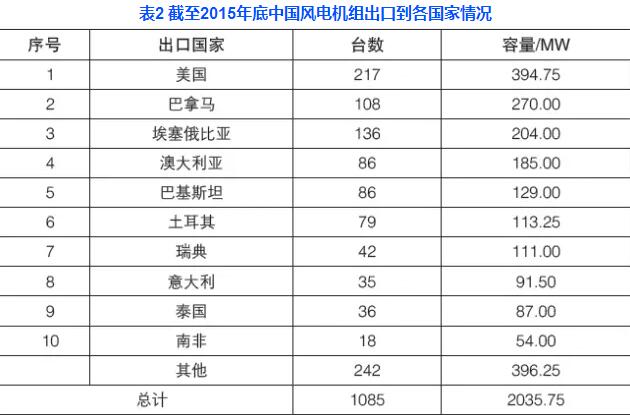 表2 截至2015年底中国风电机组出口到各国家情况
序号 出口国家 台数 容量/MW
1 美国 217 394.75
2 巴拿马 108 270.00
3 埃塞俄比亚 136 204.00
4 澳大利亚 86 185.00
5 巴基斯坦 86 129.00
6 土耳其 79 113.25
7 瑞典 42 111.00
8 意大利 35 91.50
9 泰国 36 87.00
10 南非 18 54.00
其他 242 396.25
总计 1085 2035.75